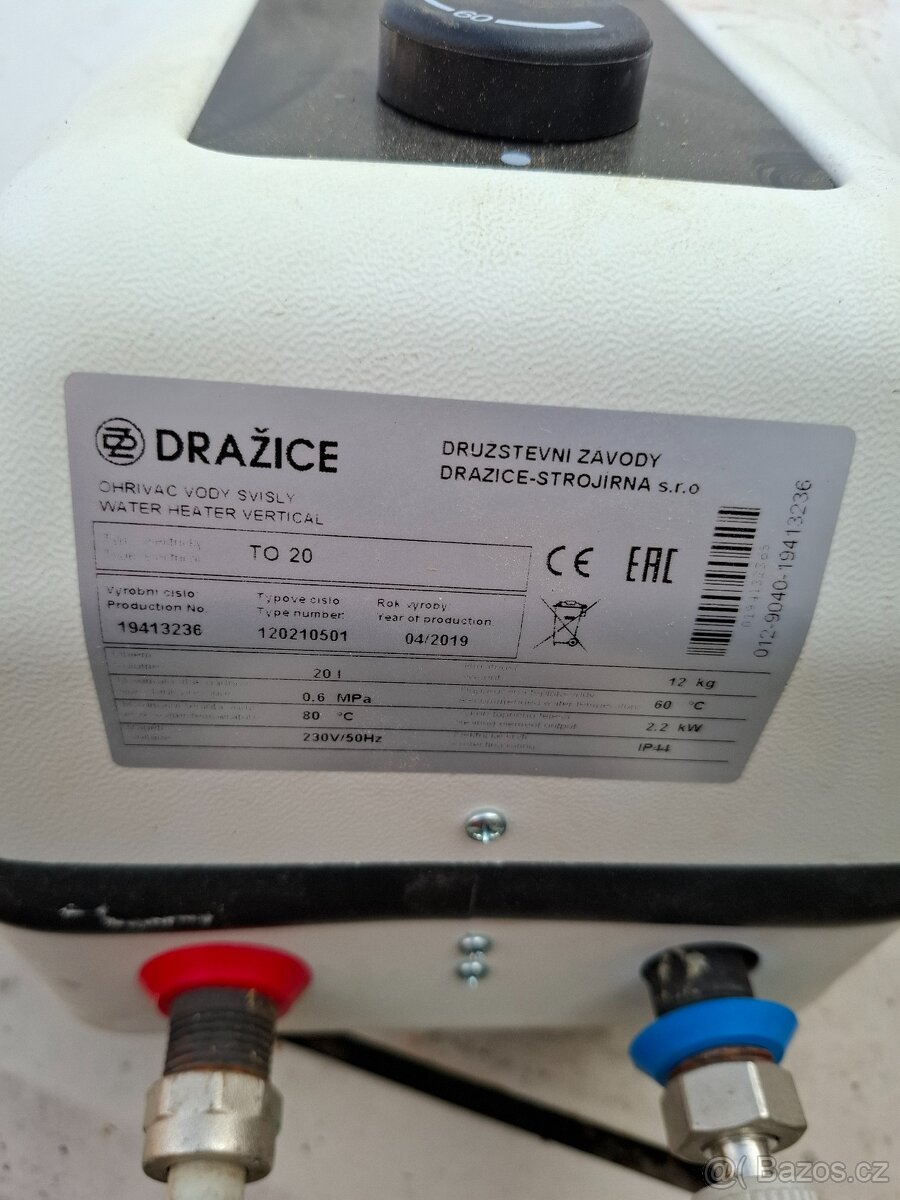 60
DRAŽICE
DRUŽSTEVNI ZAVODY
DRAZICE-STROJIRNA s.r.o
OHRIVAC VODY SVISLY
WATER HEATER VERTICAL
TO 20
CE EAC
Vyrobni cislo
Production No.
19413236
Typove cislo
Type number:
120210501
Rok vyroby
Year of production
04/2019
012-9040-19413236
20 l
12 kg
0.6 MPa
60 °C
80 °C
2.2 kW
230V/50Hz
IP44
@ Bazos.cz